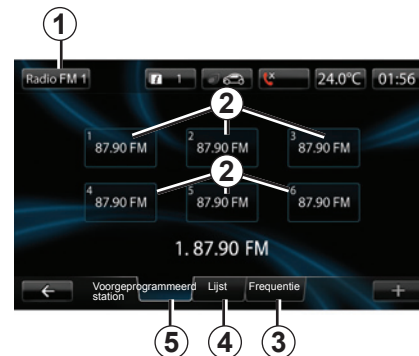 1
Radio FM 1
1
24.0°C
01:56
2
1 87.90 FM
2 87.90 FM
3 87.90 FM
2
4 87.90 FM
5 87.90 FM
6 87.90 FM
1. 87.90 FM
Voorgeprogrammeerd
station
Lijst
Frequentie
+
5
4
3